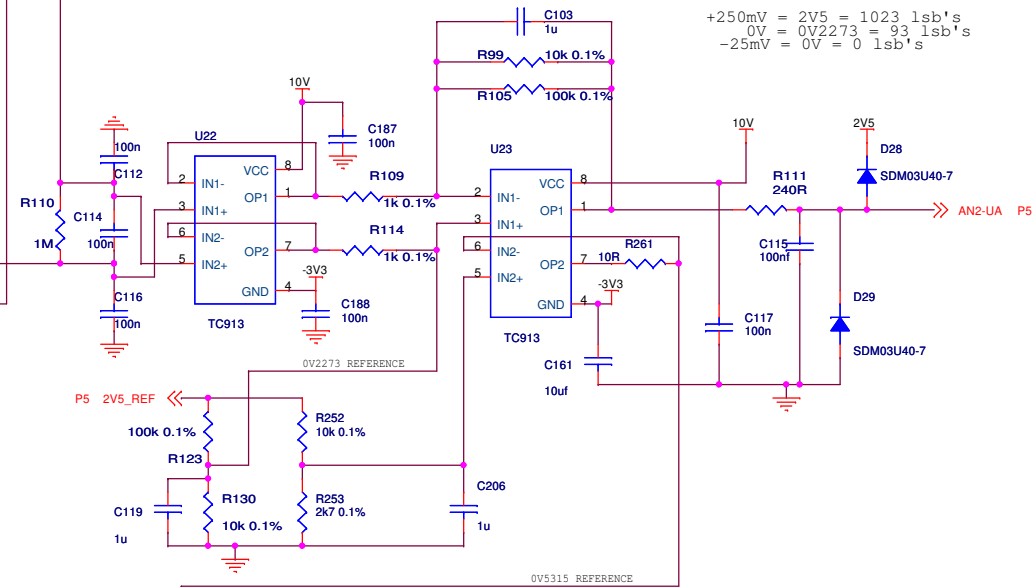 C103
1u
+250mV = 2V5 = 1023 lsb's
0V = 0V2273 = 93 lsb's
-25mV = 0V = 0 lsb's
R99
10k 0.1%
R105
100k 0.1%
10V
C187
100n
U22
100n
C112
VCC
8
2
IN1-
OP1
1
3
IN1+
6
IN2-
OP2
7
5
IN2+
GND
4
TC913
R109
1k 0.1%
R114
1k 0.1%
-3V3
C188
100n
R110
1M
C114
100n
C116
100n
U23
2
IN1-
VCC
8
OP1
1
3
IN1+
6
IN2-
OP2
7
5
IN2+
GND
4
TC913
R261
10R
-3V3
C161
10uf
10V
2V5
D28
SDM03U40-7
R111
240R
AN2-UA P5
C115
100nf
C117
100n
D29
SDM03U40-7
0V2273 REFERENCE
P5 2V5_REF
100k 0.1%
R123
R252
10k 0.1%
C119
1u
R130
10k 0.1%
R253
2k7 0.1%
C206
1u
0V5315 REFERENCE